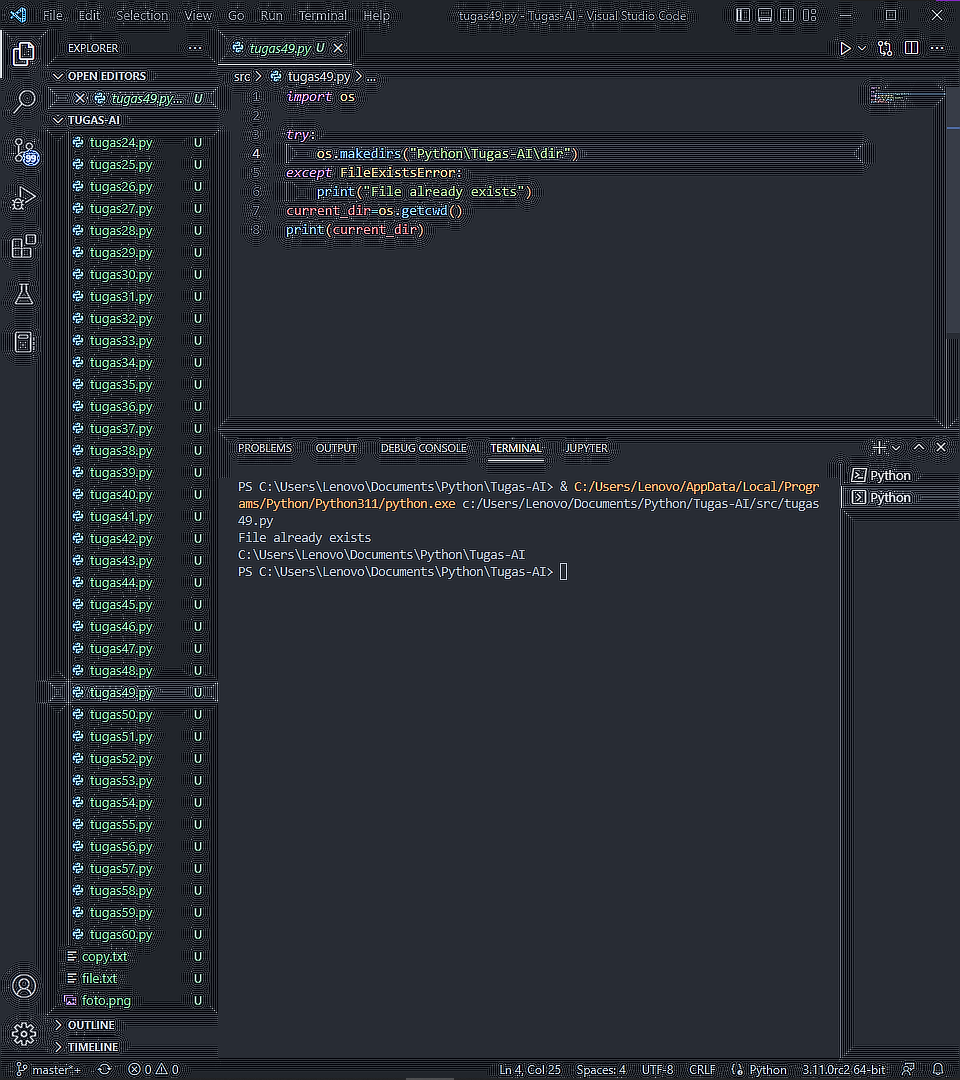 File Edit Selection View Go Run Terminal Help tugas49.py - Tugas-AI - Visual Studio Code
EXPLORER
OPEN EDITORS
tugas49.py... U
TUGAS-AI
tugas24.py U
tugas25.py U
tugas26.py U
tugas27.py U
tugas28.py U
tugas29.py U
tugas30.py U
tugas31.py U
tugas32.py U
tugas33.py U
tugas34.py U
tugas35.py U
tugas36.py U
tugas37.py U
tugas38.py U
tugas39.py U
tugas40.py U
tugas41.py U
tugas42.py U
tugas43.py U
tugas44.py U
tugas45.py U
tugas46.py U
tugas47.py U
tugas48.py U
tugas49.py U
tugas50.py U
tugas51.py U
tugas52.py U
tugas53.py U
tugas54.py U
tugas55.py U
tugas56.py U
tugas57.py U
tugas58.py U
tugas59.py U
tugas60.py U
copy.txt U
file.txt U
foto.png U
OUTLINE
TIMELINE
99
tugas49.py U
src > tugas49.py > ...
1 import os
2
3 try:
4 os.makedirs("Python\Tugas-AI\dir")
5 except FileExistsError:
6 print("File already exists")
7 current_dir=os.getcwd()
8 print(current_dir)
PROBLEMS OUTPUT DEBUG CONSOLE TERMINAL JUPYTER
PS C:\Users\Lenovo\Documents\Python\Tugas-AI> & C:/Users/Lenovo/AppData/Local/Progr
ams/Python/Python311/python.exe c:/Users/Lenovo/Documents/Python/Tugas-AI/src/tugas
49.py
File already exists
C:\Users\Lenovo\Documents\Python\Tugas-AI
PS C:\Users\Lenovo\Documents\Python\Tugas-AI>
Python
Python
master*+ 0 0 Ln 4, Col 25 Spaces: 4 UTF-8 CRLF Python 3.11.0rc2 64-bit